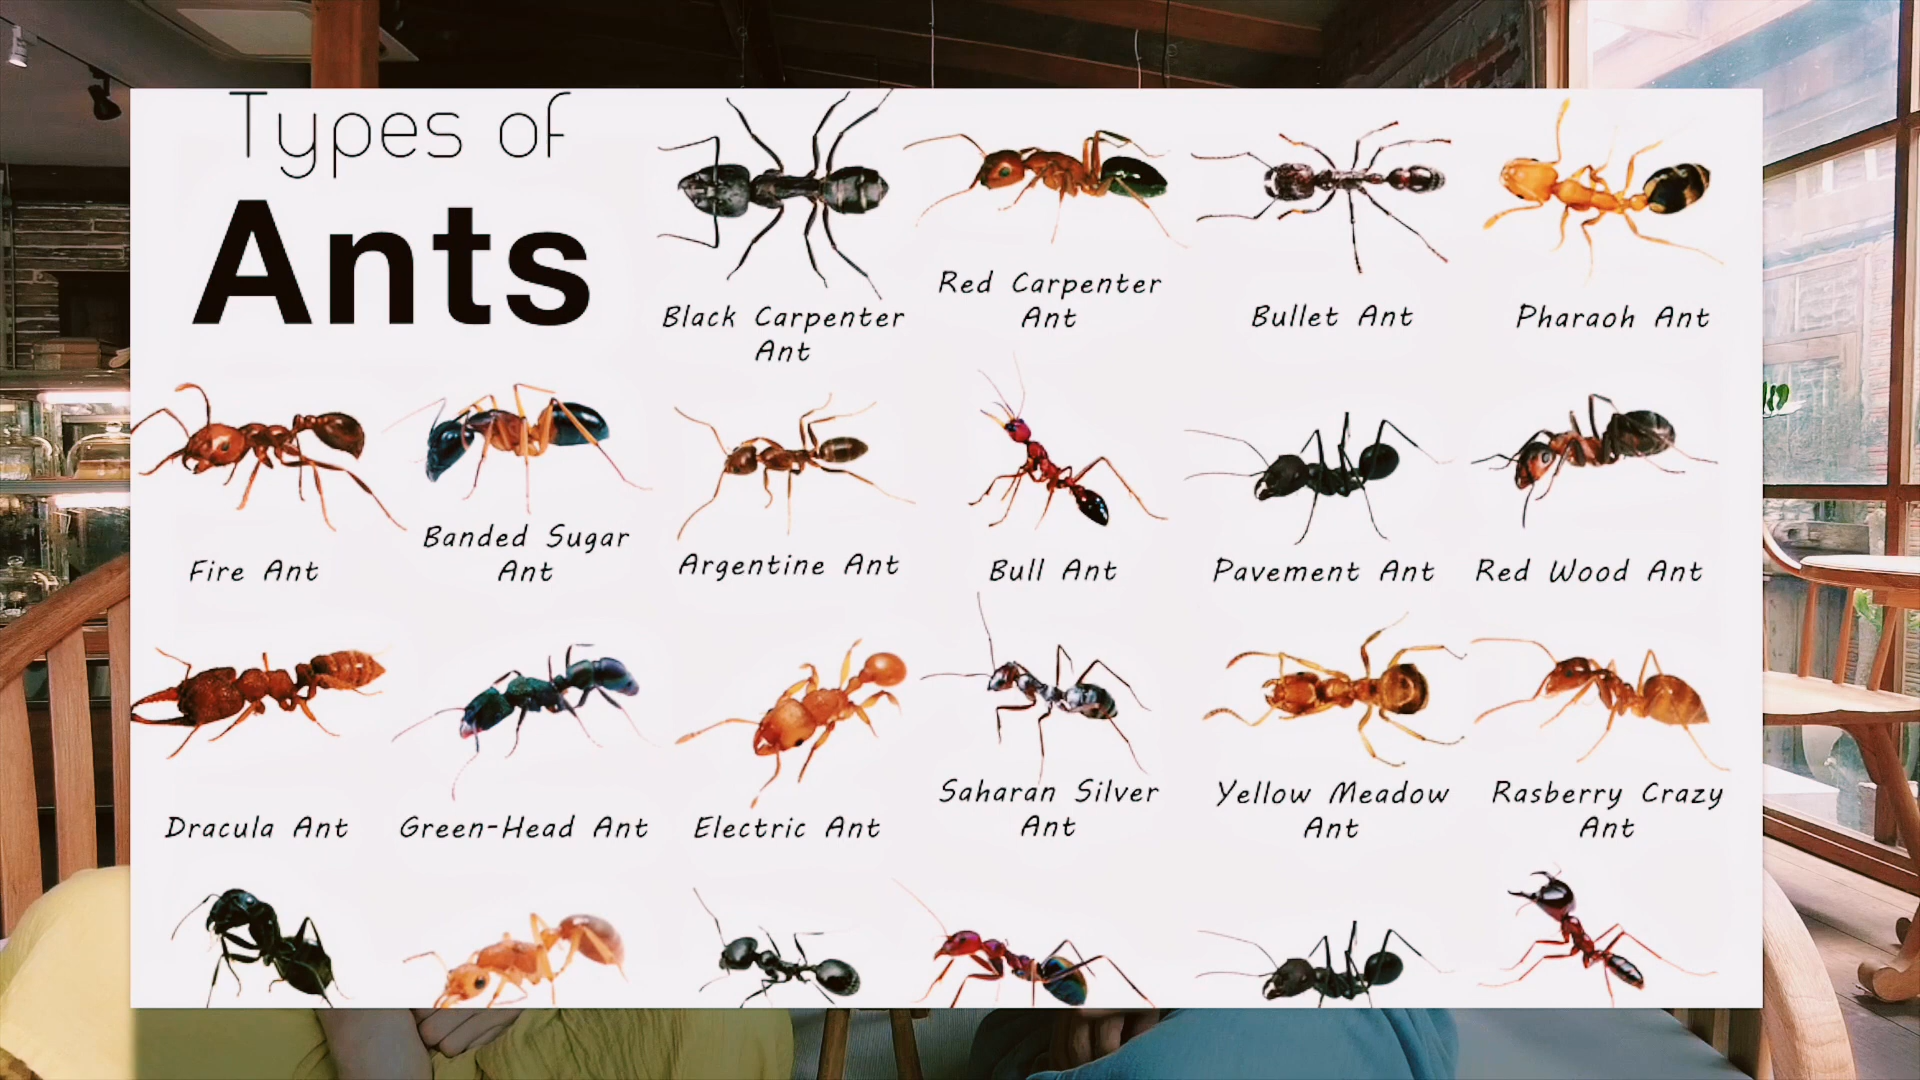 Types of
Ants
Black Carpenter
Ant
Red Carpenter
Ant
Bullet Ant
Pharaoh Ant
Fire Ant
Banded Sugar
Ant
Argentine Ant
Bull Ant
Pavement Ant
Red Wood Ant
Dracula Ant
Green-Head Ant
Electric Ant
Saharan Silver
Ant
Yellow Meadow
Ant
Rasberry Crazy
Ant